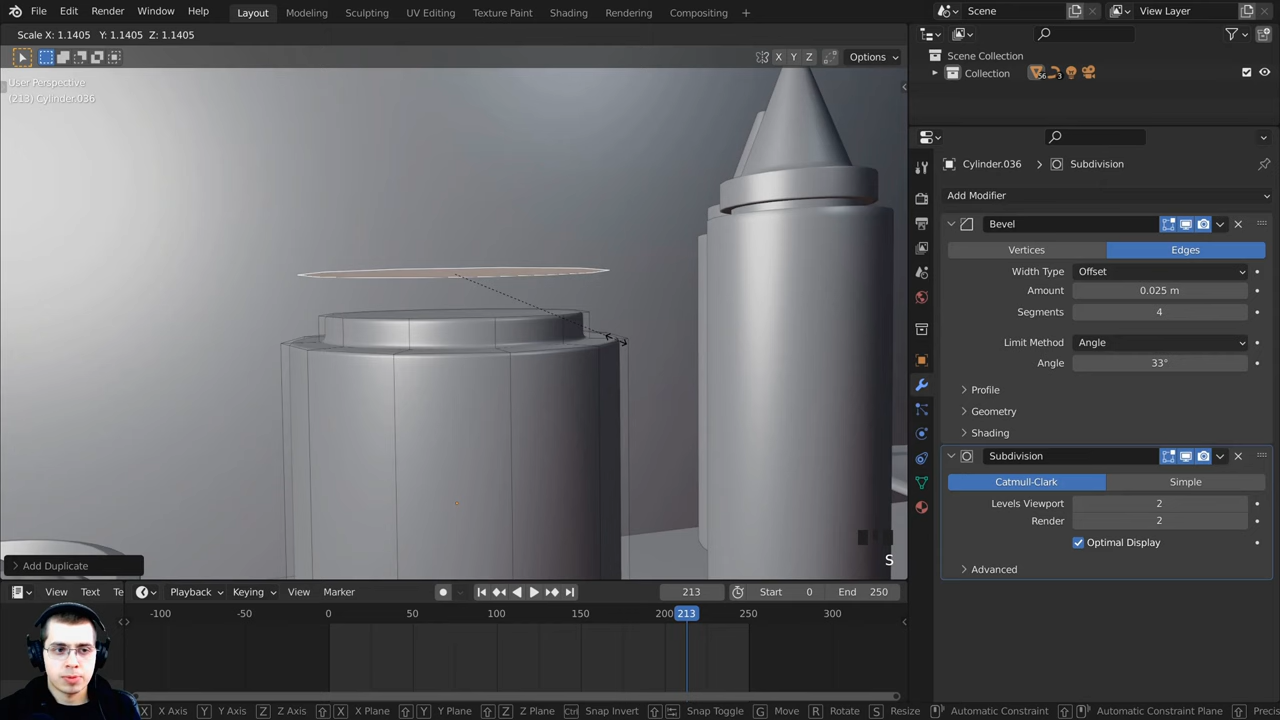 File Edit Render Window Help Layout Modeling Sculpting UV Editing Texture Paint Shading Rendering Compositing + Scene View Layer
Scale X: 1.1405 Y: 1.1405 Z: 1.1405
X Y Z Options
User Perspective
(213) Cylinder.036
Scene Collection
Collection 56 3
Cylinder.036 Subdivision
Add Modifier
Bevel
Vertices Edges
Width Type Offset
Amount 0.025 m
Segments 4
Limit Method Angle
Angle 33°
Profile
Geometry
Shading
Subdivision
Catmull-Clark Simple
Levels Viewport 2
Render 2
Optimal Display
Advanced
S
Add Duplicate
View Text Playback Keying View Marker 213 Start 0 End 250
-100 -50 0 50 100 150 200 213 250 300
X X Axis Y Y Axis Z Z Axis X X Plane Y Y Plane Z Z Plane Ctrl Snap Invert Snap Toggle G Move R Rotate S Resize Automatic Constraint Automatic Constraint Plane Precis